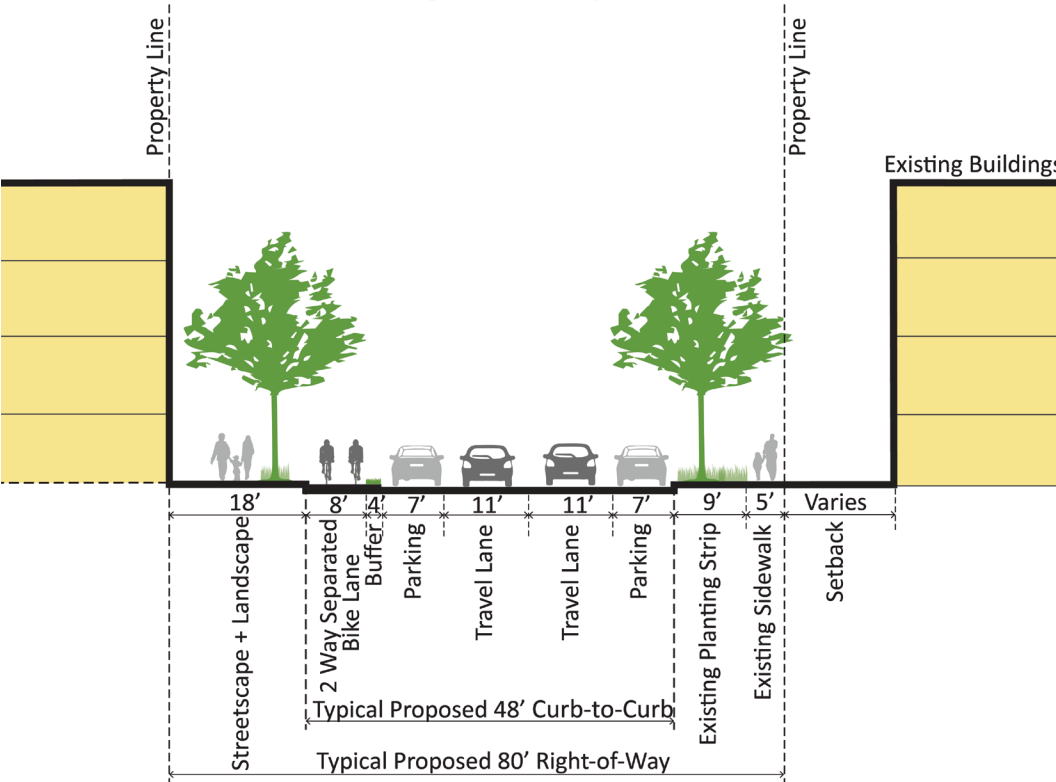 Property Line
Property Line
Existing Buildings
18’
8’
4’
7’
11’
11’
7’
9’
5’
Varies
Streetscape + Landscape
2 Way Separated
Bike Lane
Buffer
Parking
Travel Lane
Travel Lane
Parking
Existing Planting Strip
Existing Sidewalk
Setback
Typical Proposed 48’ Curb-to-Curb
Typical Proposed 80’ Right-of-Way